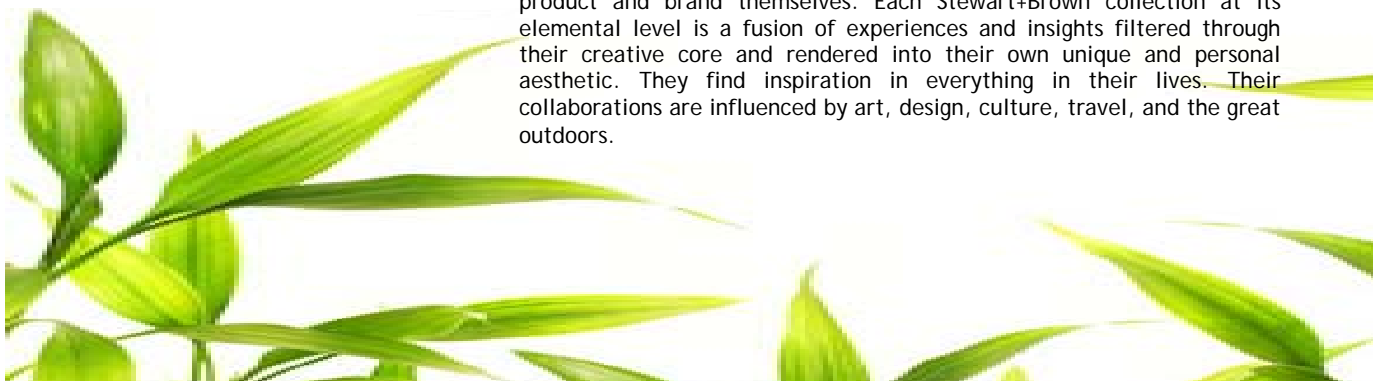 product and brand themselves. Each Stewart+Brown collection at its
elemental level is a fusion of experiences and insights filtered through
their creative core and rendered into their own unique and personal
aesthetic. They find inspiration in everything in their lives. Their
collaborations are influenced by art, design, culture, travel, and the great
outdoors.